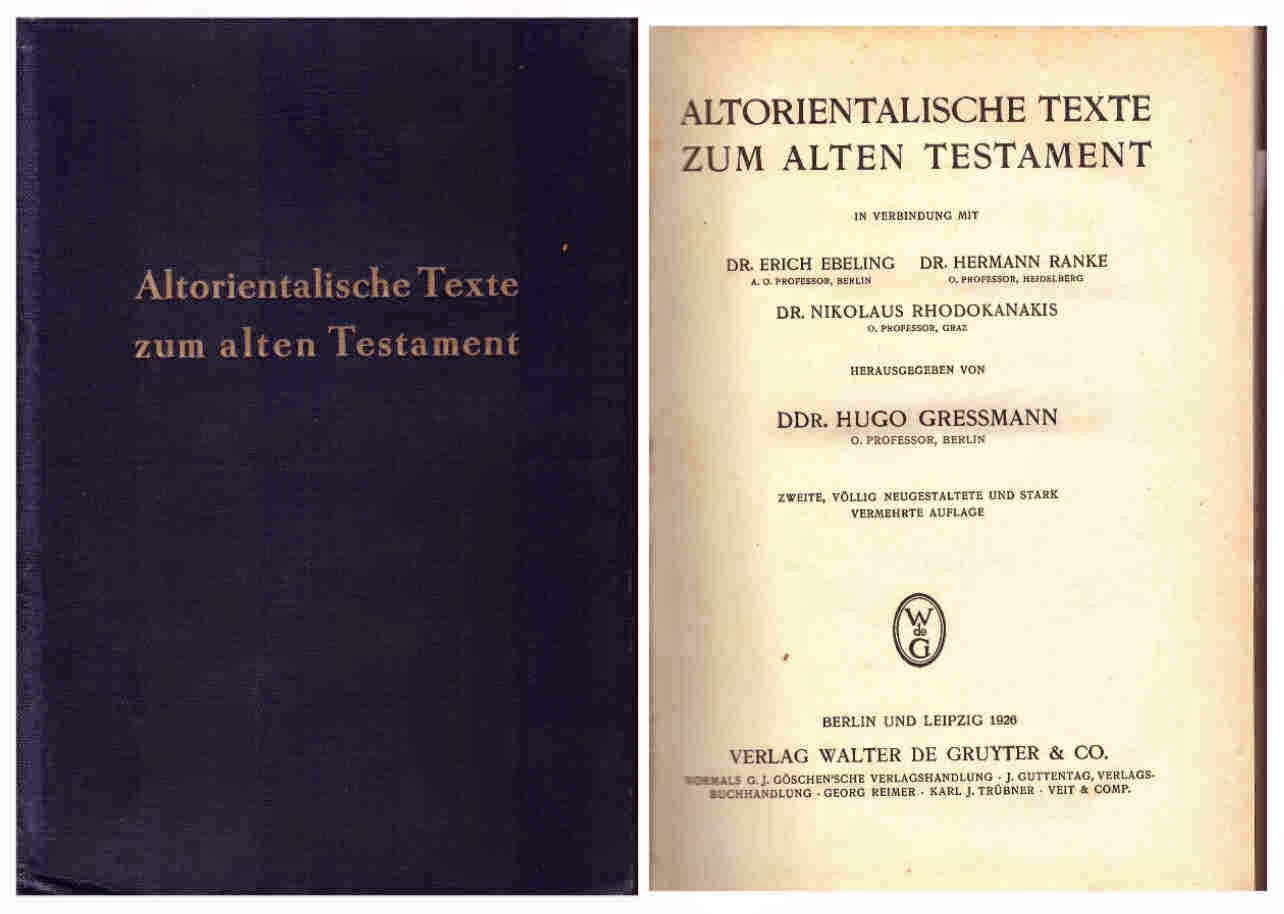 Altorientalische Texte
zum alten Testament
ALTORIENTALISCHE TEXTE
ZUM ALTEN TESTAMENT
IN VERBINDUNG MIT
DR. ERICH EBELING DR. HERMANN RANKE
A. O. PROFESSOR, BERLIN O. PROFESSOR, HEIDELBERG
DR. NIKOLAUS RHODOKANAKIS
O. PROFESSOR, GRAZ
HERAUSGEGEBEN VON
DDR. HUGO GRESSMANN
O. PROFESSOR, BERLIN
ZWEITE, VÖLLIG NEUGESTALTETE UND STARK
VERMEHRTE AUFLAGE
W
de
G
BERLIN UND LEIPZIG 1926
VERLAG WALTER DE GRUYTER & CO.
VORMALS G. J. GÖSCHEN'SCHE VERLAGSHANDLUNG · J. GUTTENTAG, VERLAGS-
BUCHHANDLUNG · GEORG REIMER · KARL J. TRÜBNER · VEIT & COMP.